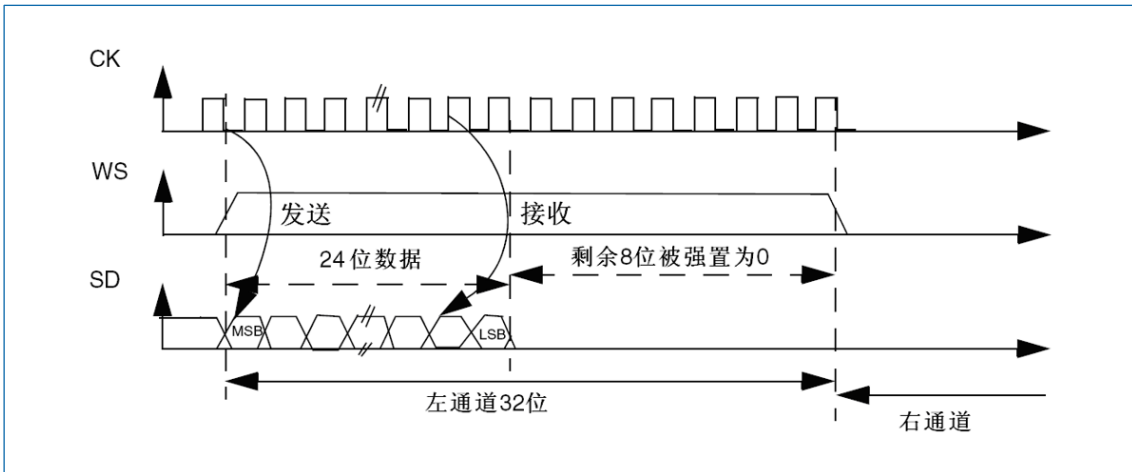 CK
WS
发送
接收
24位数据
剩余8位被强置为0
SD
MSB
LSB
左通道32位
右通道